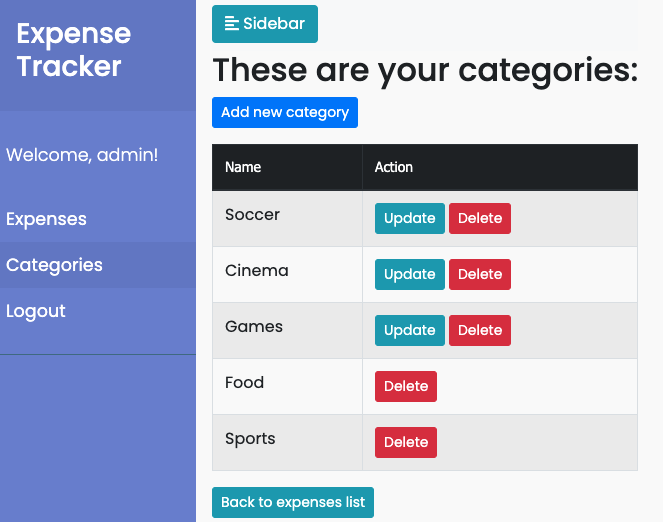 Expense
Tracker
Welcome, admin!
Expenses
Categories
Logout
Sidebar
These are your categories:
Add new category
Name Action
Soccer Update Delete
Cinema Update Delete
Games Update Delete
Food Delete
Sports Delete
Back to expenses list